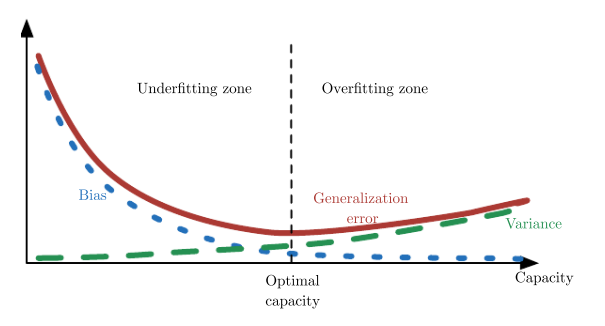 Underfitting zone
Overfitting zone
Bias
Generalization
error
Variance
Capacity
Optimal
capacity